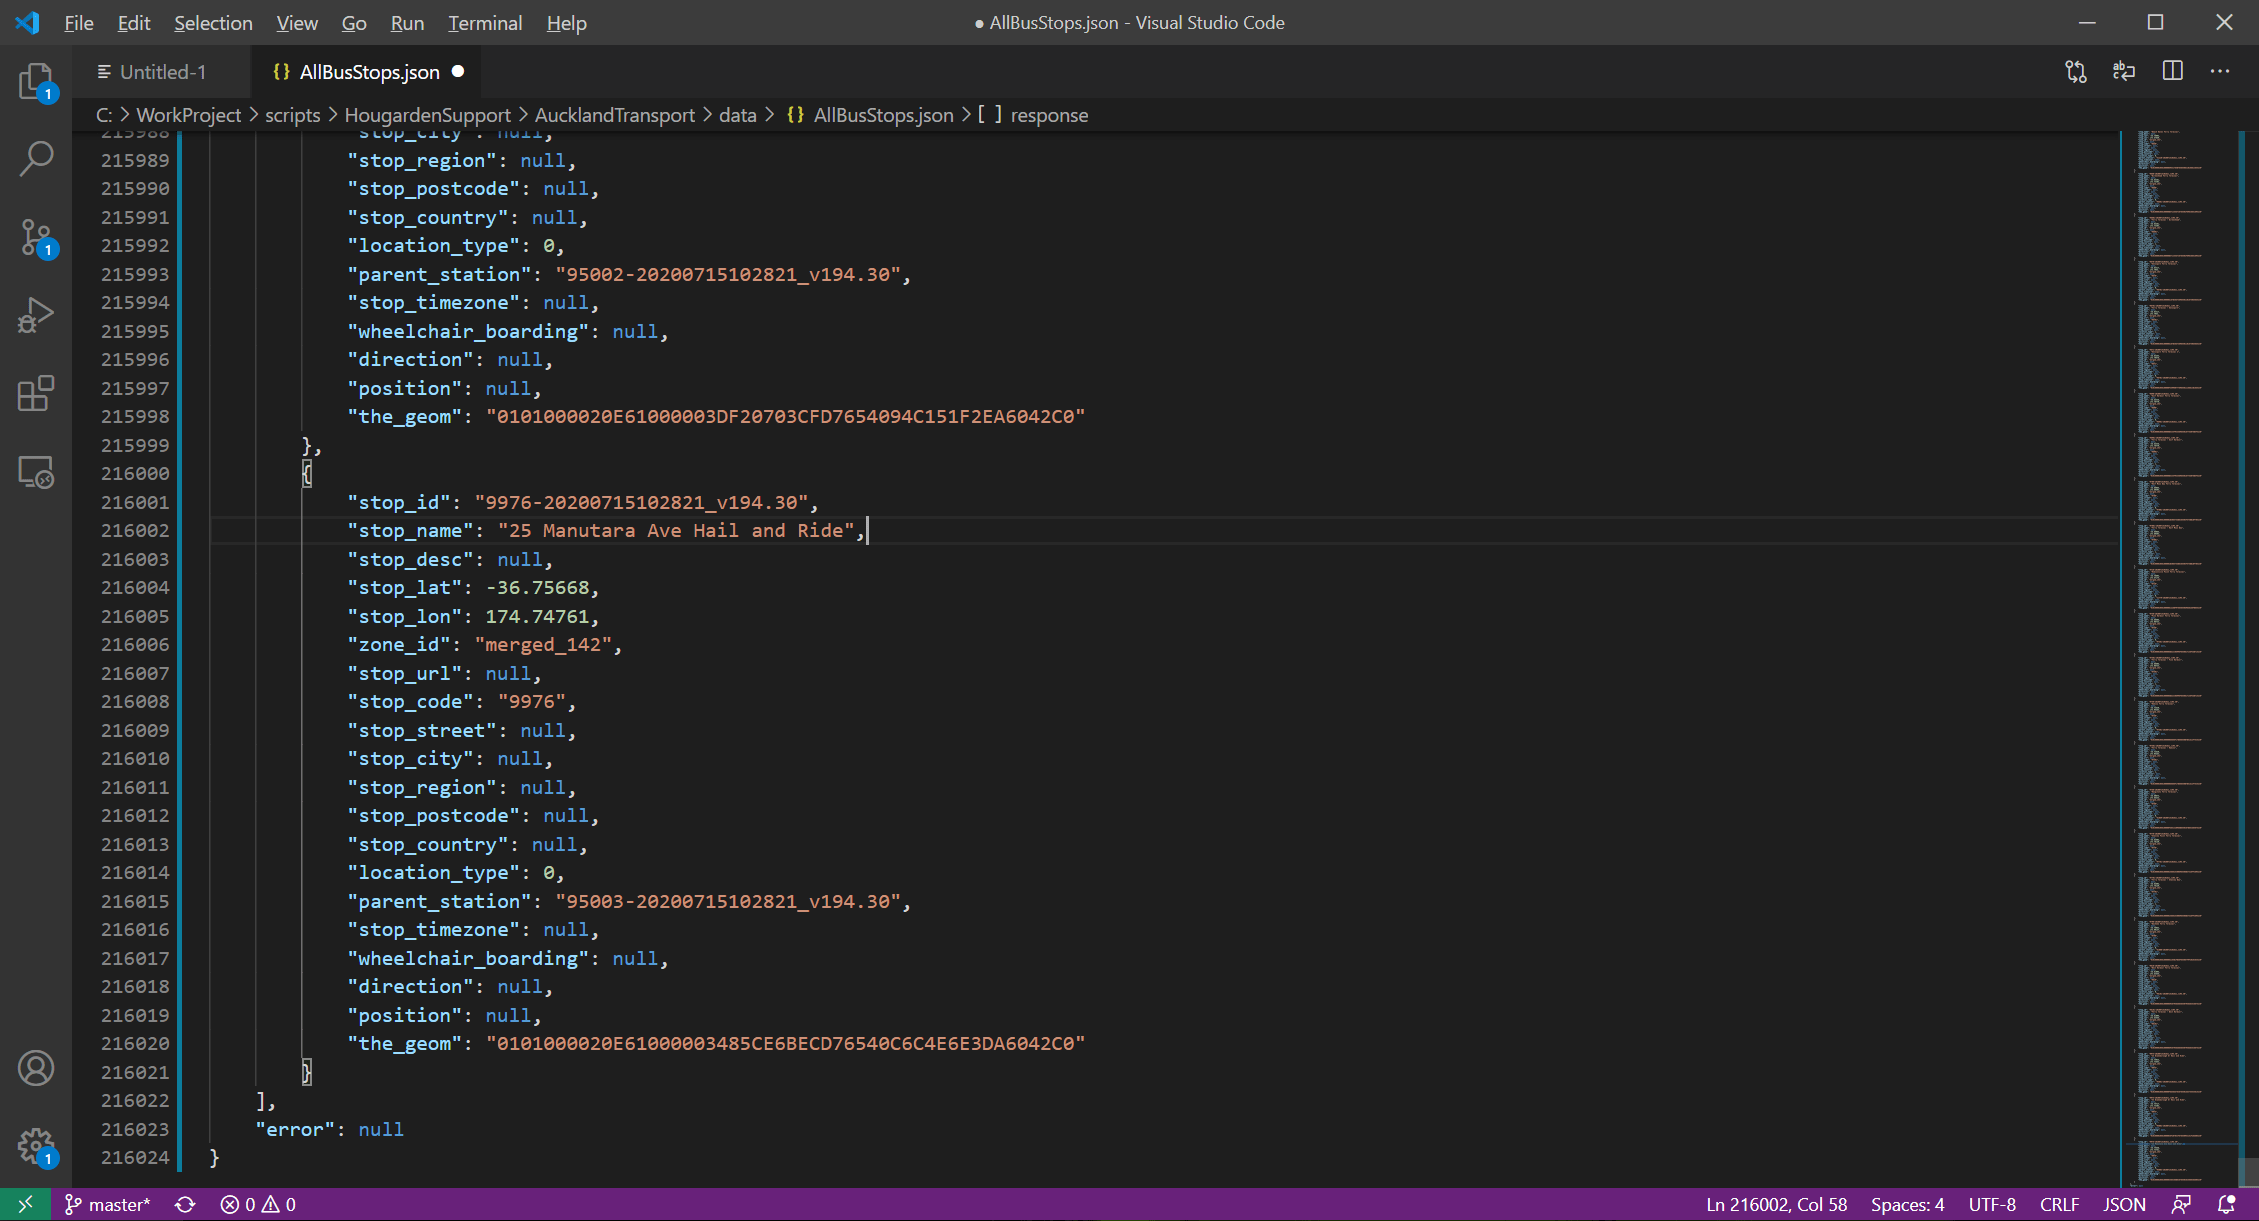 File Edit Selection View Go Run Terminal Help
● AllBusStops.json - Visual Studio Code
Untitled-1
{} AllBusStops.json ●
C: > WorkProject > scripts > HougardenSupport > AucklandTransport > data > {} AllBusStops.json > [ ] response
215988 "stop_city": null,
215989 "stop_region": null,
215990 "stop_postcode": null,
215991 "stop_country": null,
215992 "location_type": 0,
215993 "parent_station": "95002-20200715102821_v194.30",
215994 "stop_timezone": null,
215995 "wheelchair_boarding": null,
215996 "direction": null,
215997 "position": null,
215998 "the_geom": "0101000020E61000003DF20703CFD7654094C151F2EA6042C0"
215999 },
216000 {
216001 "stop_id": "9976-20200715102821_v194.30",
216002 "stop_name": "25 Manutara Ave Hail and Ride",
216003 "stop_desc": null,
216004 "stop_lat": -36.75668,
216005 "stop_lon": 174.74761,
216006 "zone_id": "merged_142",
216007 "stop_url": null,
216008 "stop_code": "9976",
216009 "stop_street": null,
216010 "stop_city": null,
216011 "stop_region": null,
216012 "stop_postcode": null,
216013 "stop_country": null,
216014 "location_type": 0,
216015 "parent_station": "95003-20200715102821_v194.30",
216016 "stop_timezone": null,
216017 "wheelchair_boarding": null,
216018 "direction": null,
216019 "position": null,
216020 "the_geom": "0101000020E61000003485CE6BECD76540C6C4E6E3DA6042C0"
216021 }
216022 ],
216023 "error": null
216024 }
1
1
1
master* 0 0 Ln 216002, Col 58 Spaces: 4 UTF-8 CRLF JSON